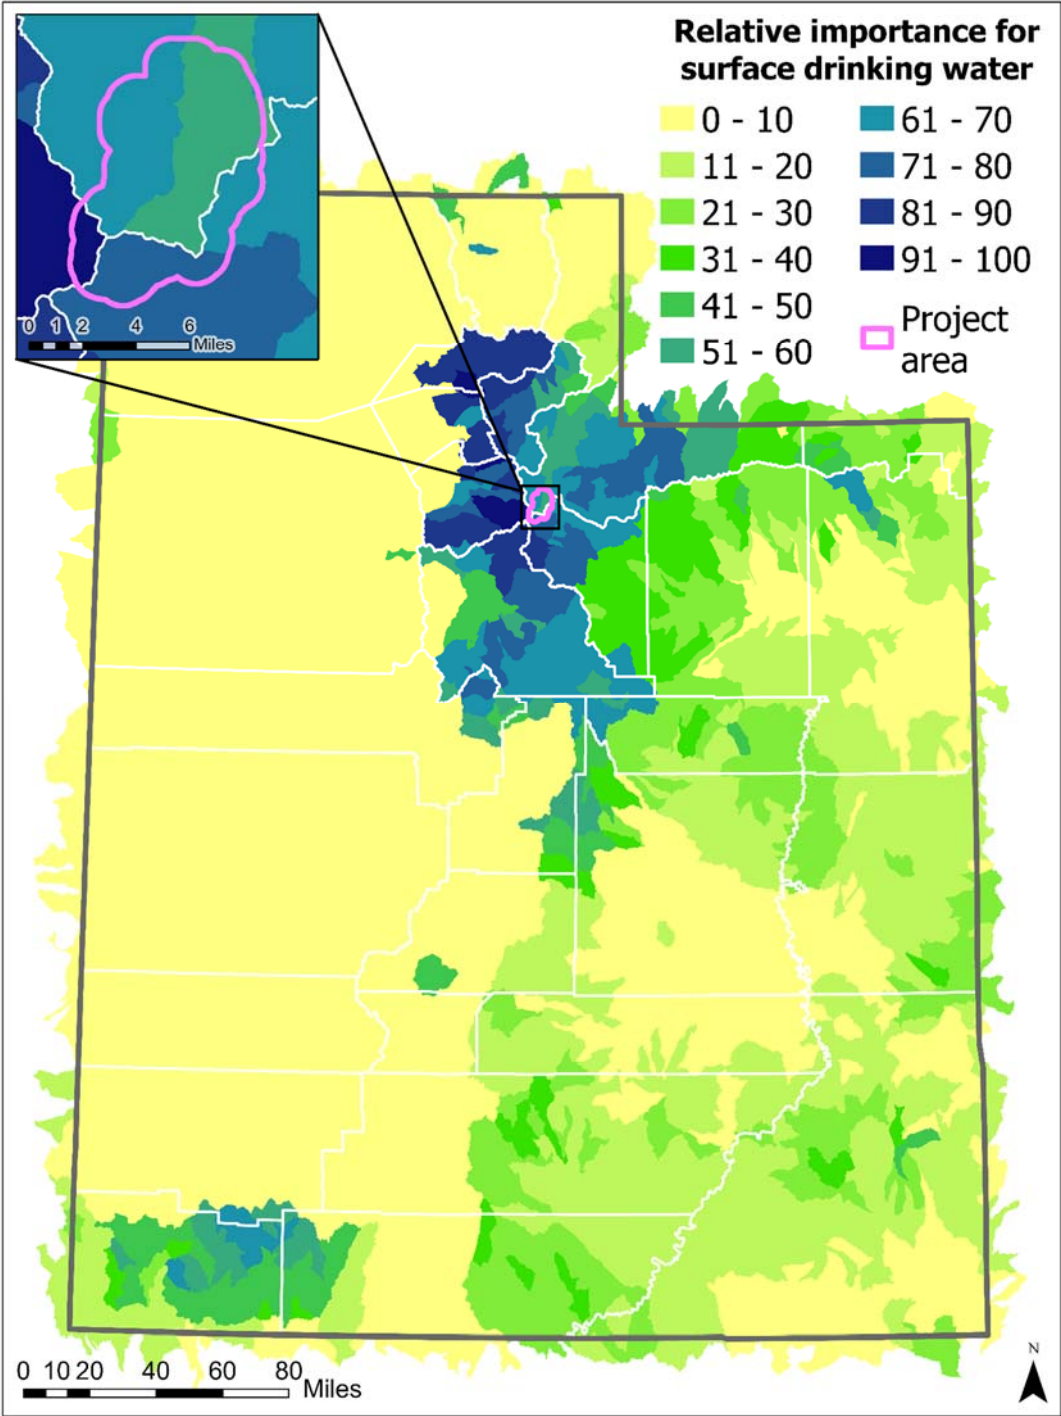 Relative importance for
surface drinking water
0 - 10
11 - 20
21 - 30
31 - 40
41 - 50
51 - 60
61 - 70
71 - 80
81 - 90
91 - 100
Project
area
0 1 2 4 6
Miles
0 10 20 40 60 80
Miles
N